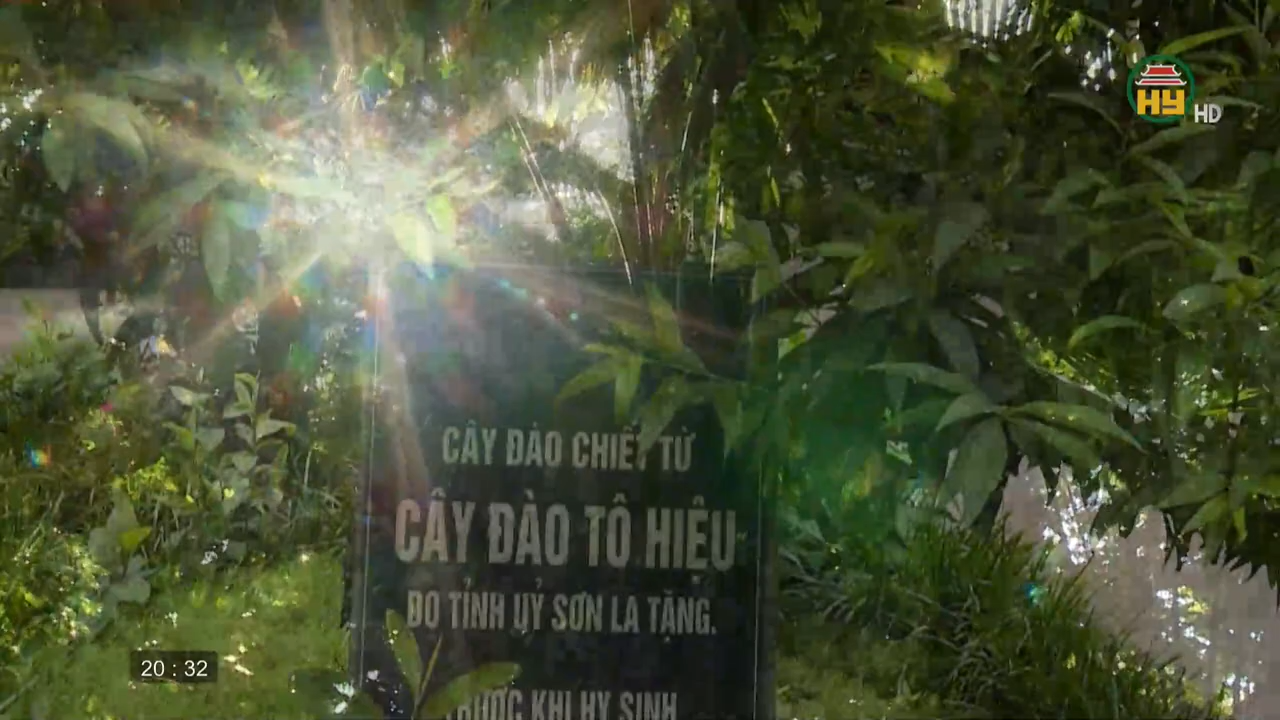 HY HD
CÂY ĐÀO CHIẾT TỪ
CÂY ĐÀO TÔ HIỆU
DO TỈNH UỶ SƠN LA TẶNG.
TRƯỚC KHI HY SINH
20 : 32